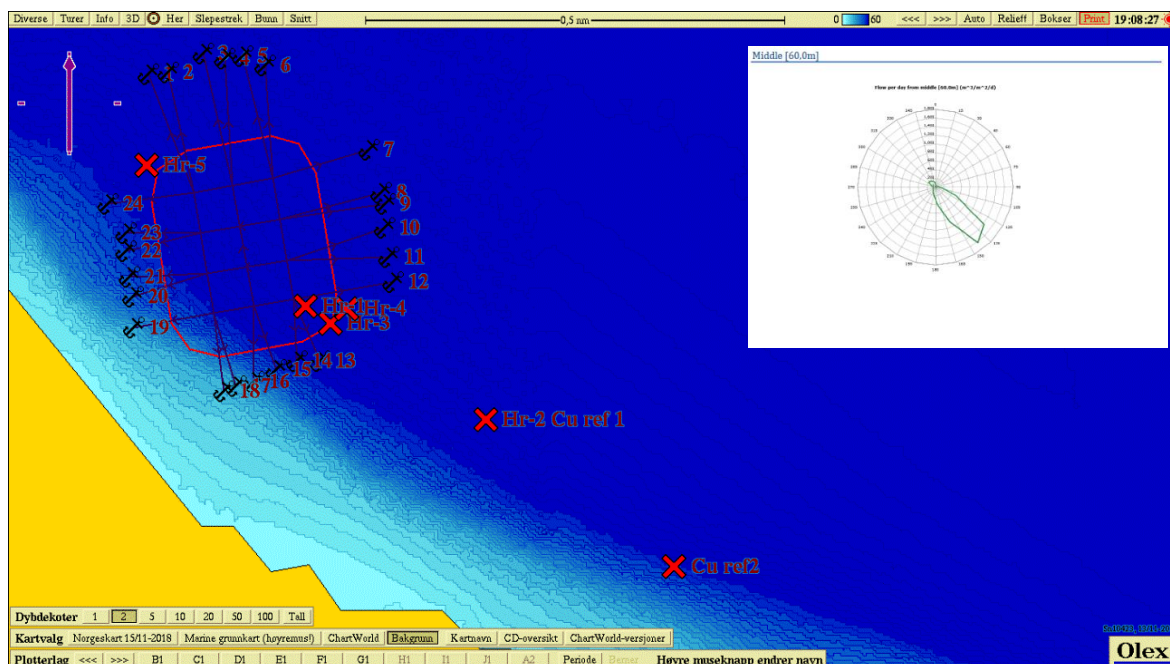 Diverse Turer Info 3D Her Slepestrek Bunn Snitt 0,5 nm 0 60 <<< >>> Auto Relieff Bokser Print 19:08:27
Middle [60,0m]
Flow per day from middle [60.0m] (m^3/m^2/d)
1 2 3 4 5 6
7
Hr-5
8
24 9
10
23
22 11
21
12
20
Hr-4
19 Hr-3
14 13
15
16
17
18
Hr-2 Cu ref 1
Cu ref2
Dybdekoter 1 2 5 10 20 50 100 Tall
Kartvalg Norgeskart 15/11-2018 Marine grunnkart (høyremus!) ChartWorld Bakgrunn Kartnavn CD-oversikt ChartWorld-versjoner
Plotterlag <<< >>> B1 C1 D1 E1 F1 G1 H1 I1 J1 A2 Periode Berner Høyre museknapp endrer navn
Olex